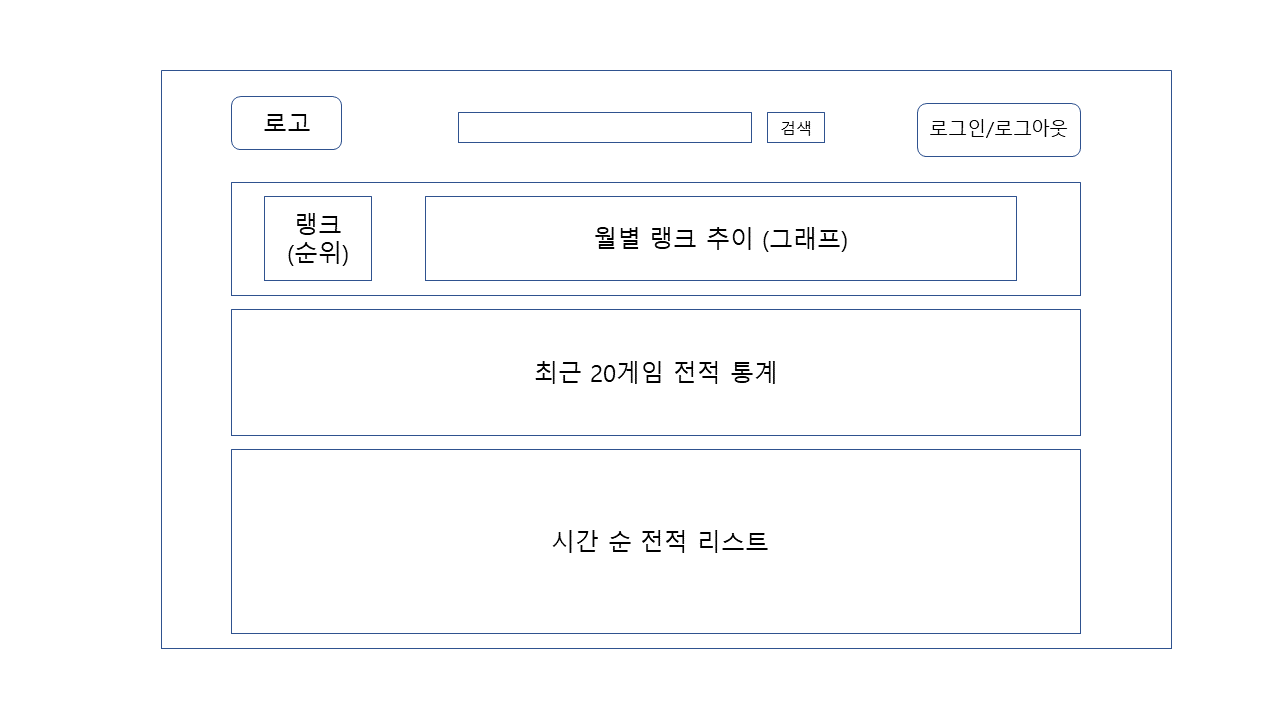 로고
검색
로그인/로그아웃
랭크
(순위)
월별 랭크 추이 (그래프)
최근 20게임 전적 통계
시간 순 전적 리스트